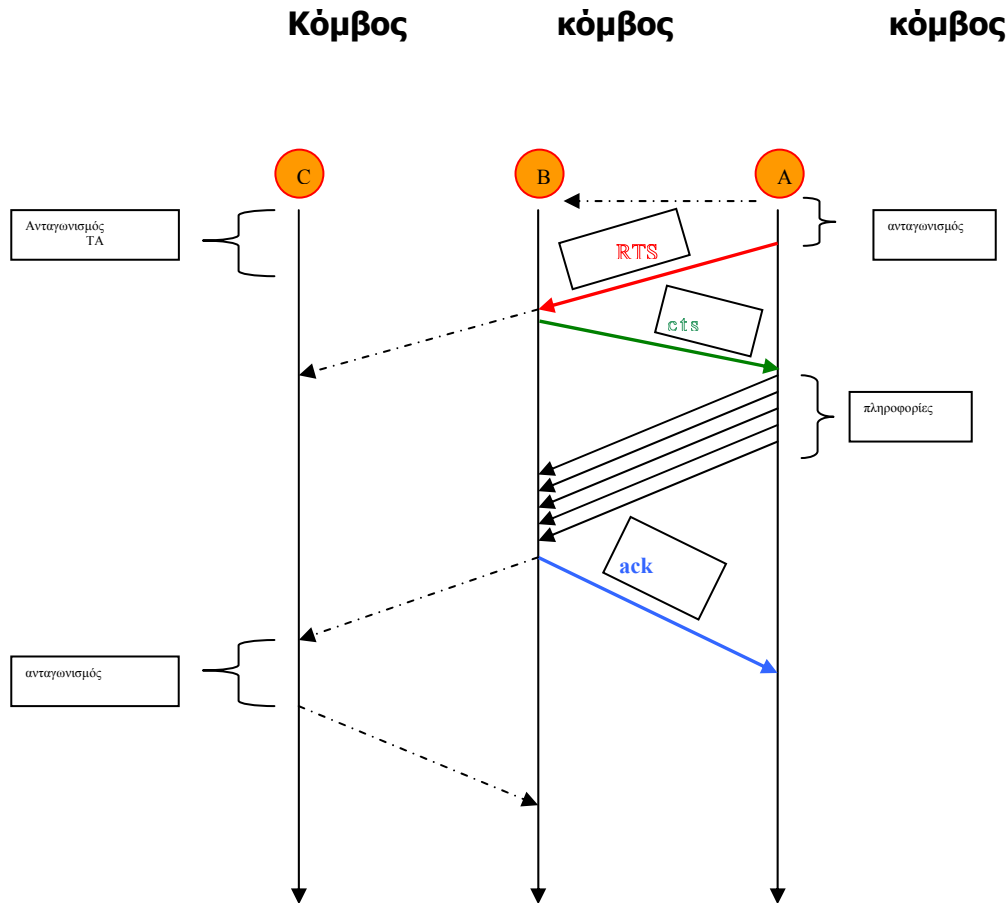 Κόμβος κόμβος κόμβος
C B A
Ανταγωνισμός
ΤΑ
ανταγωνισμός
RTS
cts
πληροφορίες
ack
ανταγωνισμός